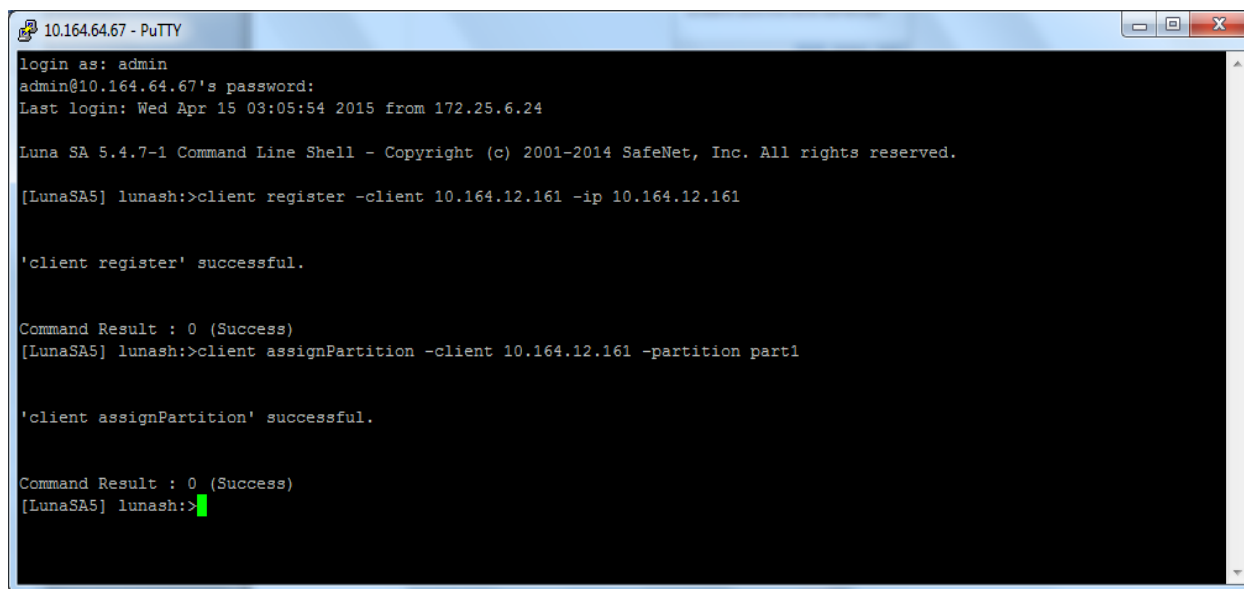 10.164.64.67 - PuTTY
login as: admin
admin@10.164.64.67's password:
Last login: Wed Apr 15 03:05:54 2015 from 172.25.6.24
Luna SA 5.4.7-1 Command Line Shell - Copyright (c) 2001-2014 SafeNet, Inc. All rights reserved.
[LunaSA5] lunash:>client register -client 10.164.12.161 -ip 10.164.12.161
'client register' successful.
Command Result : 0 (Success)
[LunaSA5] lunash:>client assignPartition -client 10.164.12.161 -partition part1
'client assignPartition' successful.
Command Result : 0 (Success)
[LunaSA5] lunash:>